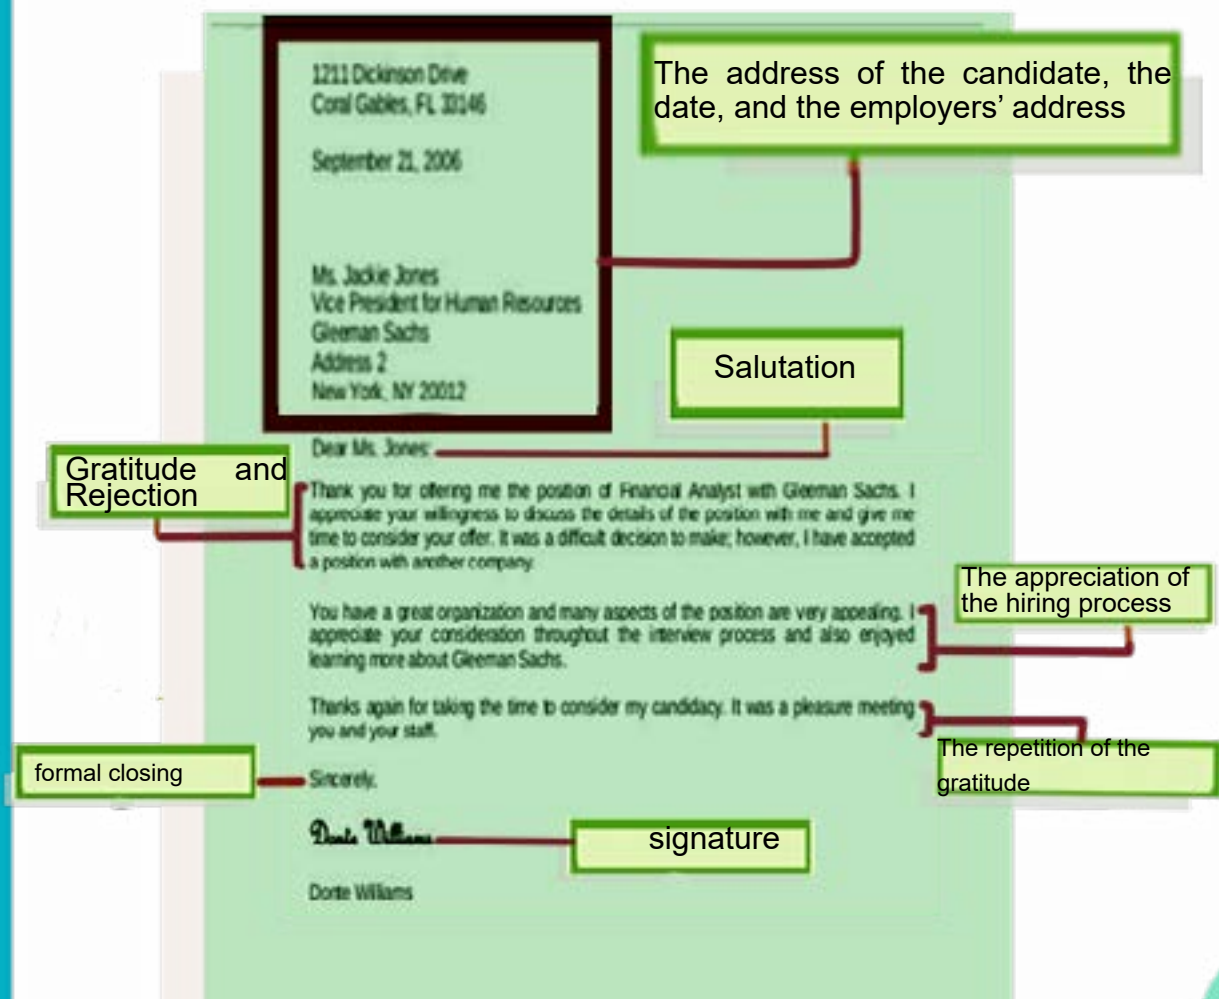 1211 Dickinson Drive
Coral Gables, FL 33146
September 21, 2006
The address of the candidate, the
date, and the employers’ address
Ms. Jackie Jones
Vice President for Human Resources
Gleeman Sachs
Address 2
New York, NY 20012
Salutation
Dear Ms. Jones:
Gratitude and
Rejection
Thank you for offering me the position of Financial Analyst with Gleeman Sachs. I
appreciate your willingness to discuss the details of the position with me and give me
time to consider your offer. It was a difficult decision to make; however, I have accepted
a position with another company.
The appreciation of
the hiring process
You have a great organization and many aspects of the position are very appealing. I
appreciate your consideration throughout the interview process and also enjoyed
learning more about Gleeman Sachs.
Thanks again for taking the time to consider my candidacy. It was a pleasure meeting
you and your staff.
The repetition of the
gratitude
formal closing
Sincerely,
Donte Williams
signature
Donte Williams